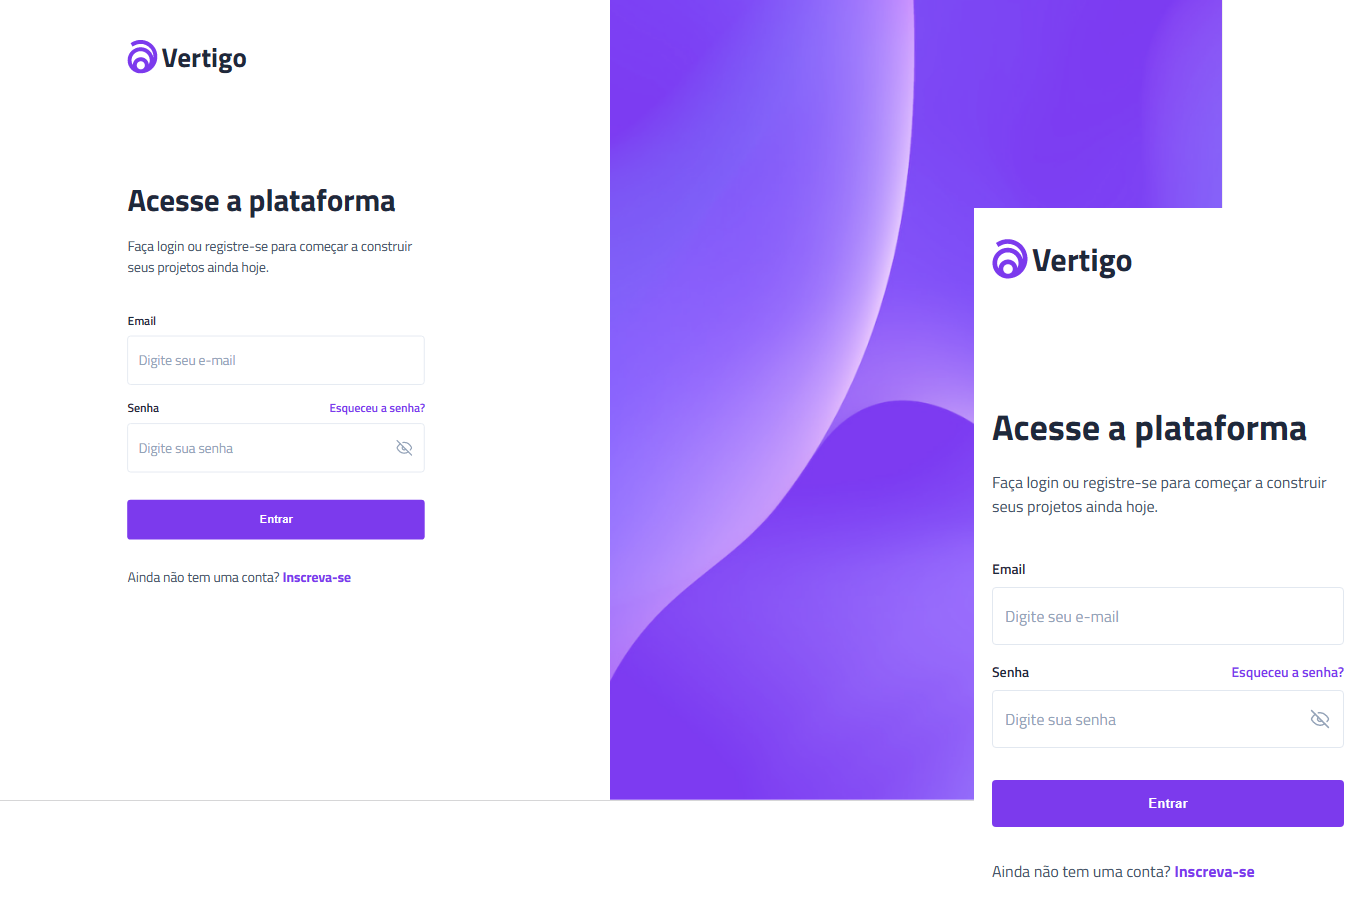 Vertigo
Acesse a plataforma
Faça login ou registre-se para começar a construir
seus projetos ainda hoje.
Email
Digite seu e-mail
Senha Esqueceu a senha?
Digite sua senha
Entrar
Ainda não tem uma conta? Inscreva-se
Vertigo
Acesse a plataforma
Faça login ou registre-se para começar a construir
seus projetos ainda hoje.
Email
Digite seu e-mail
Senha Esqueceu a senha?
Digite sua senha
Entrar
Ainda não tem uma conta? Inscreva-se